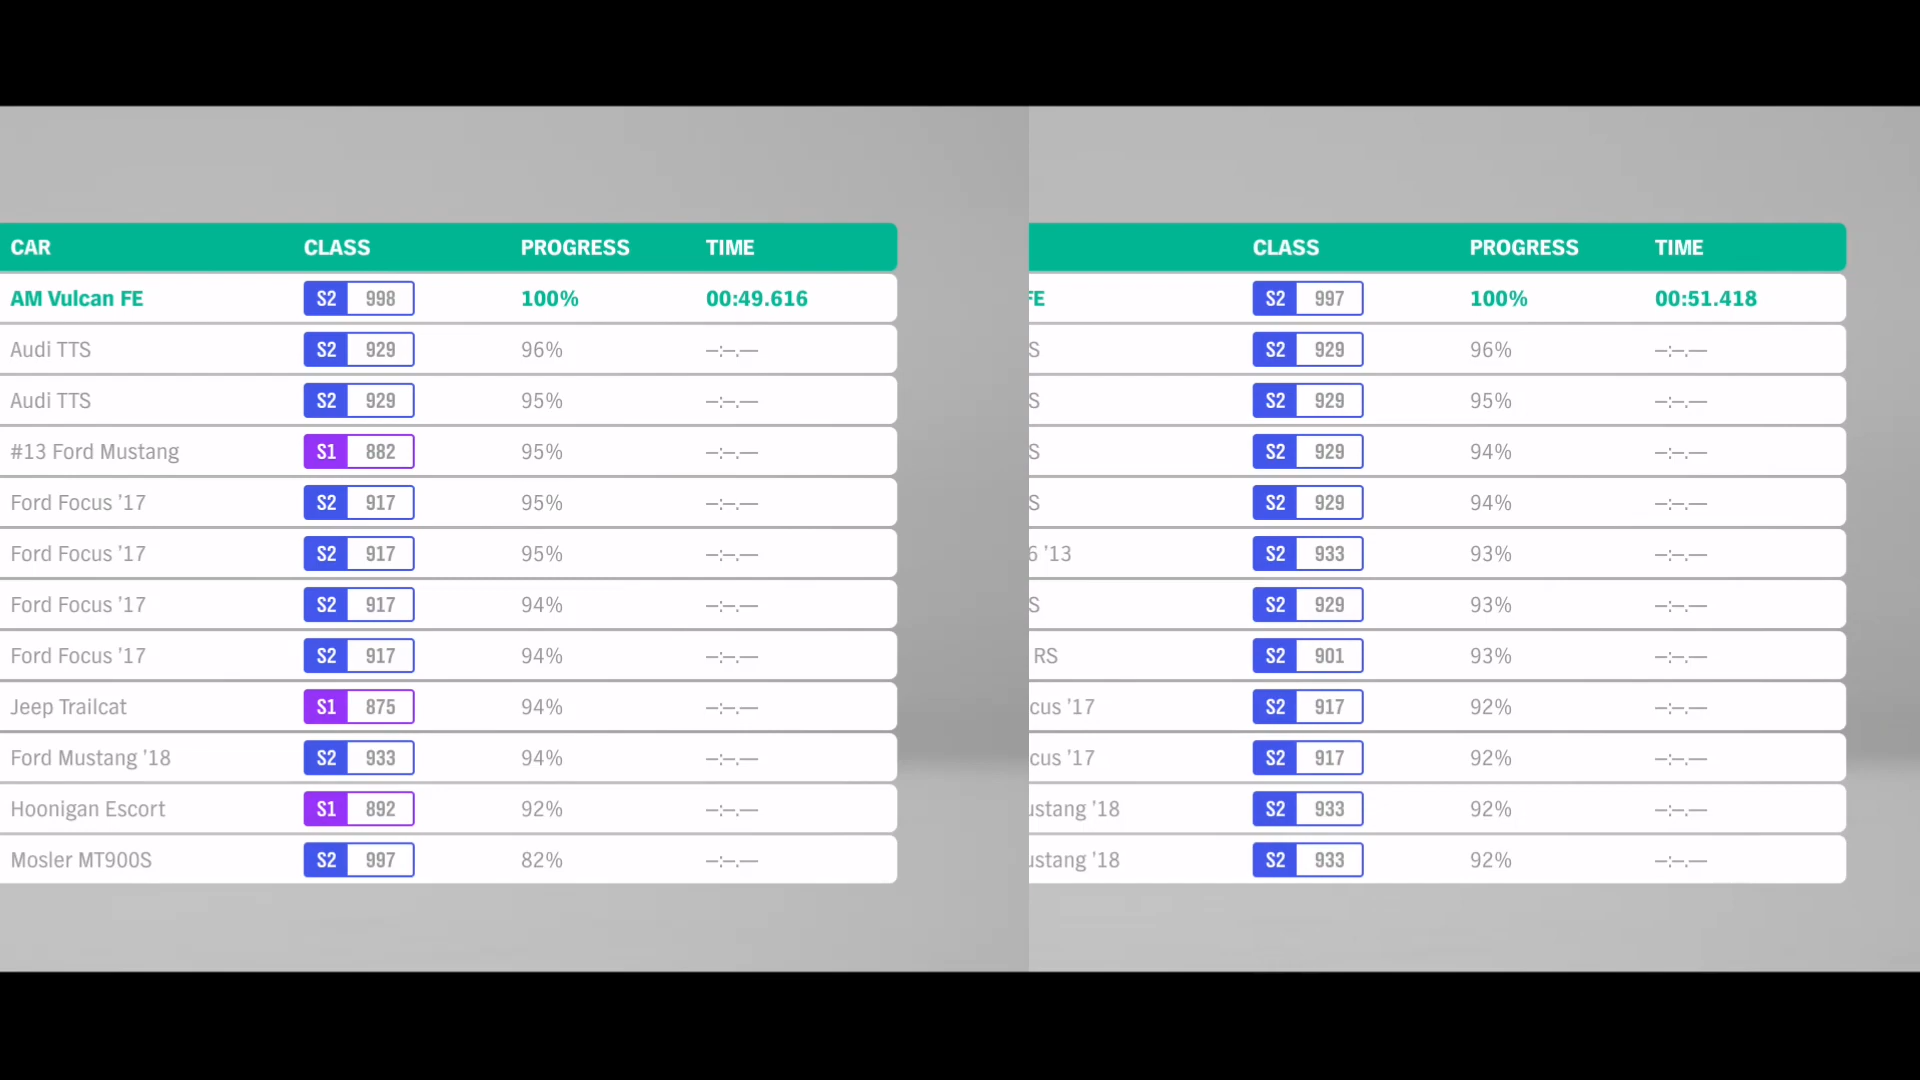 CAR CLASS PROGRESS TIME
AM Vulcan FE S2 998 100% 00:49.616
Audi TTS S2 929 96% —:—.—
Audi TTS S2 929 95% —:—.—
#13 Ford Mustang S1 882 95% —:—.—
Ford Focus ’17 S2 917 95% —:—.—
Ford Focus ’17 S2 917 95% —:—.—
Ford Focus ’17 S2 917 94% —:—.—
Ford Focus ’17 S2 917 94% —:—.—
Jeep Trailcat S1 875 94% —:—.—
Ford Mustang ’18 S2 933 94% —:—.—
Hoonigan Escort S1 892 92% —:—.—
Mosler MT900S S2 997 82% —:—.—
CLASS PROGRESS TIME
FE S2 997 100% 00:51.418
S S2 929 96% —:—.—
S S2 929 95% —:—.—
S S2 929 94% —:—.—
S S2 929 94% —:—.—
6 ’13 S2 933 93% —:—.—
S S2 929 93% —:—.—
RS S2 901 93% —:—.—
cus ’17 S2 917 92% —:—.—
cus ’17 S2 917 92% —:—.—
ustang ’18 S2 933 92% —:—.—
ustang ’18 S2 933 92% —:—.—